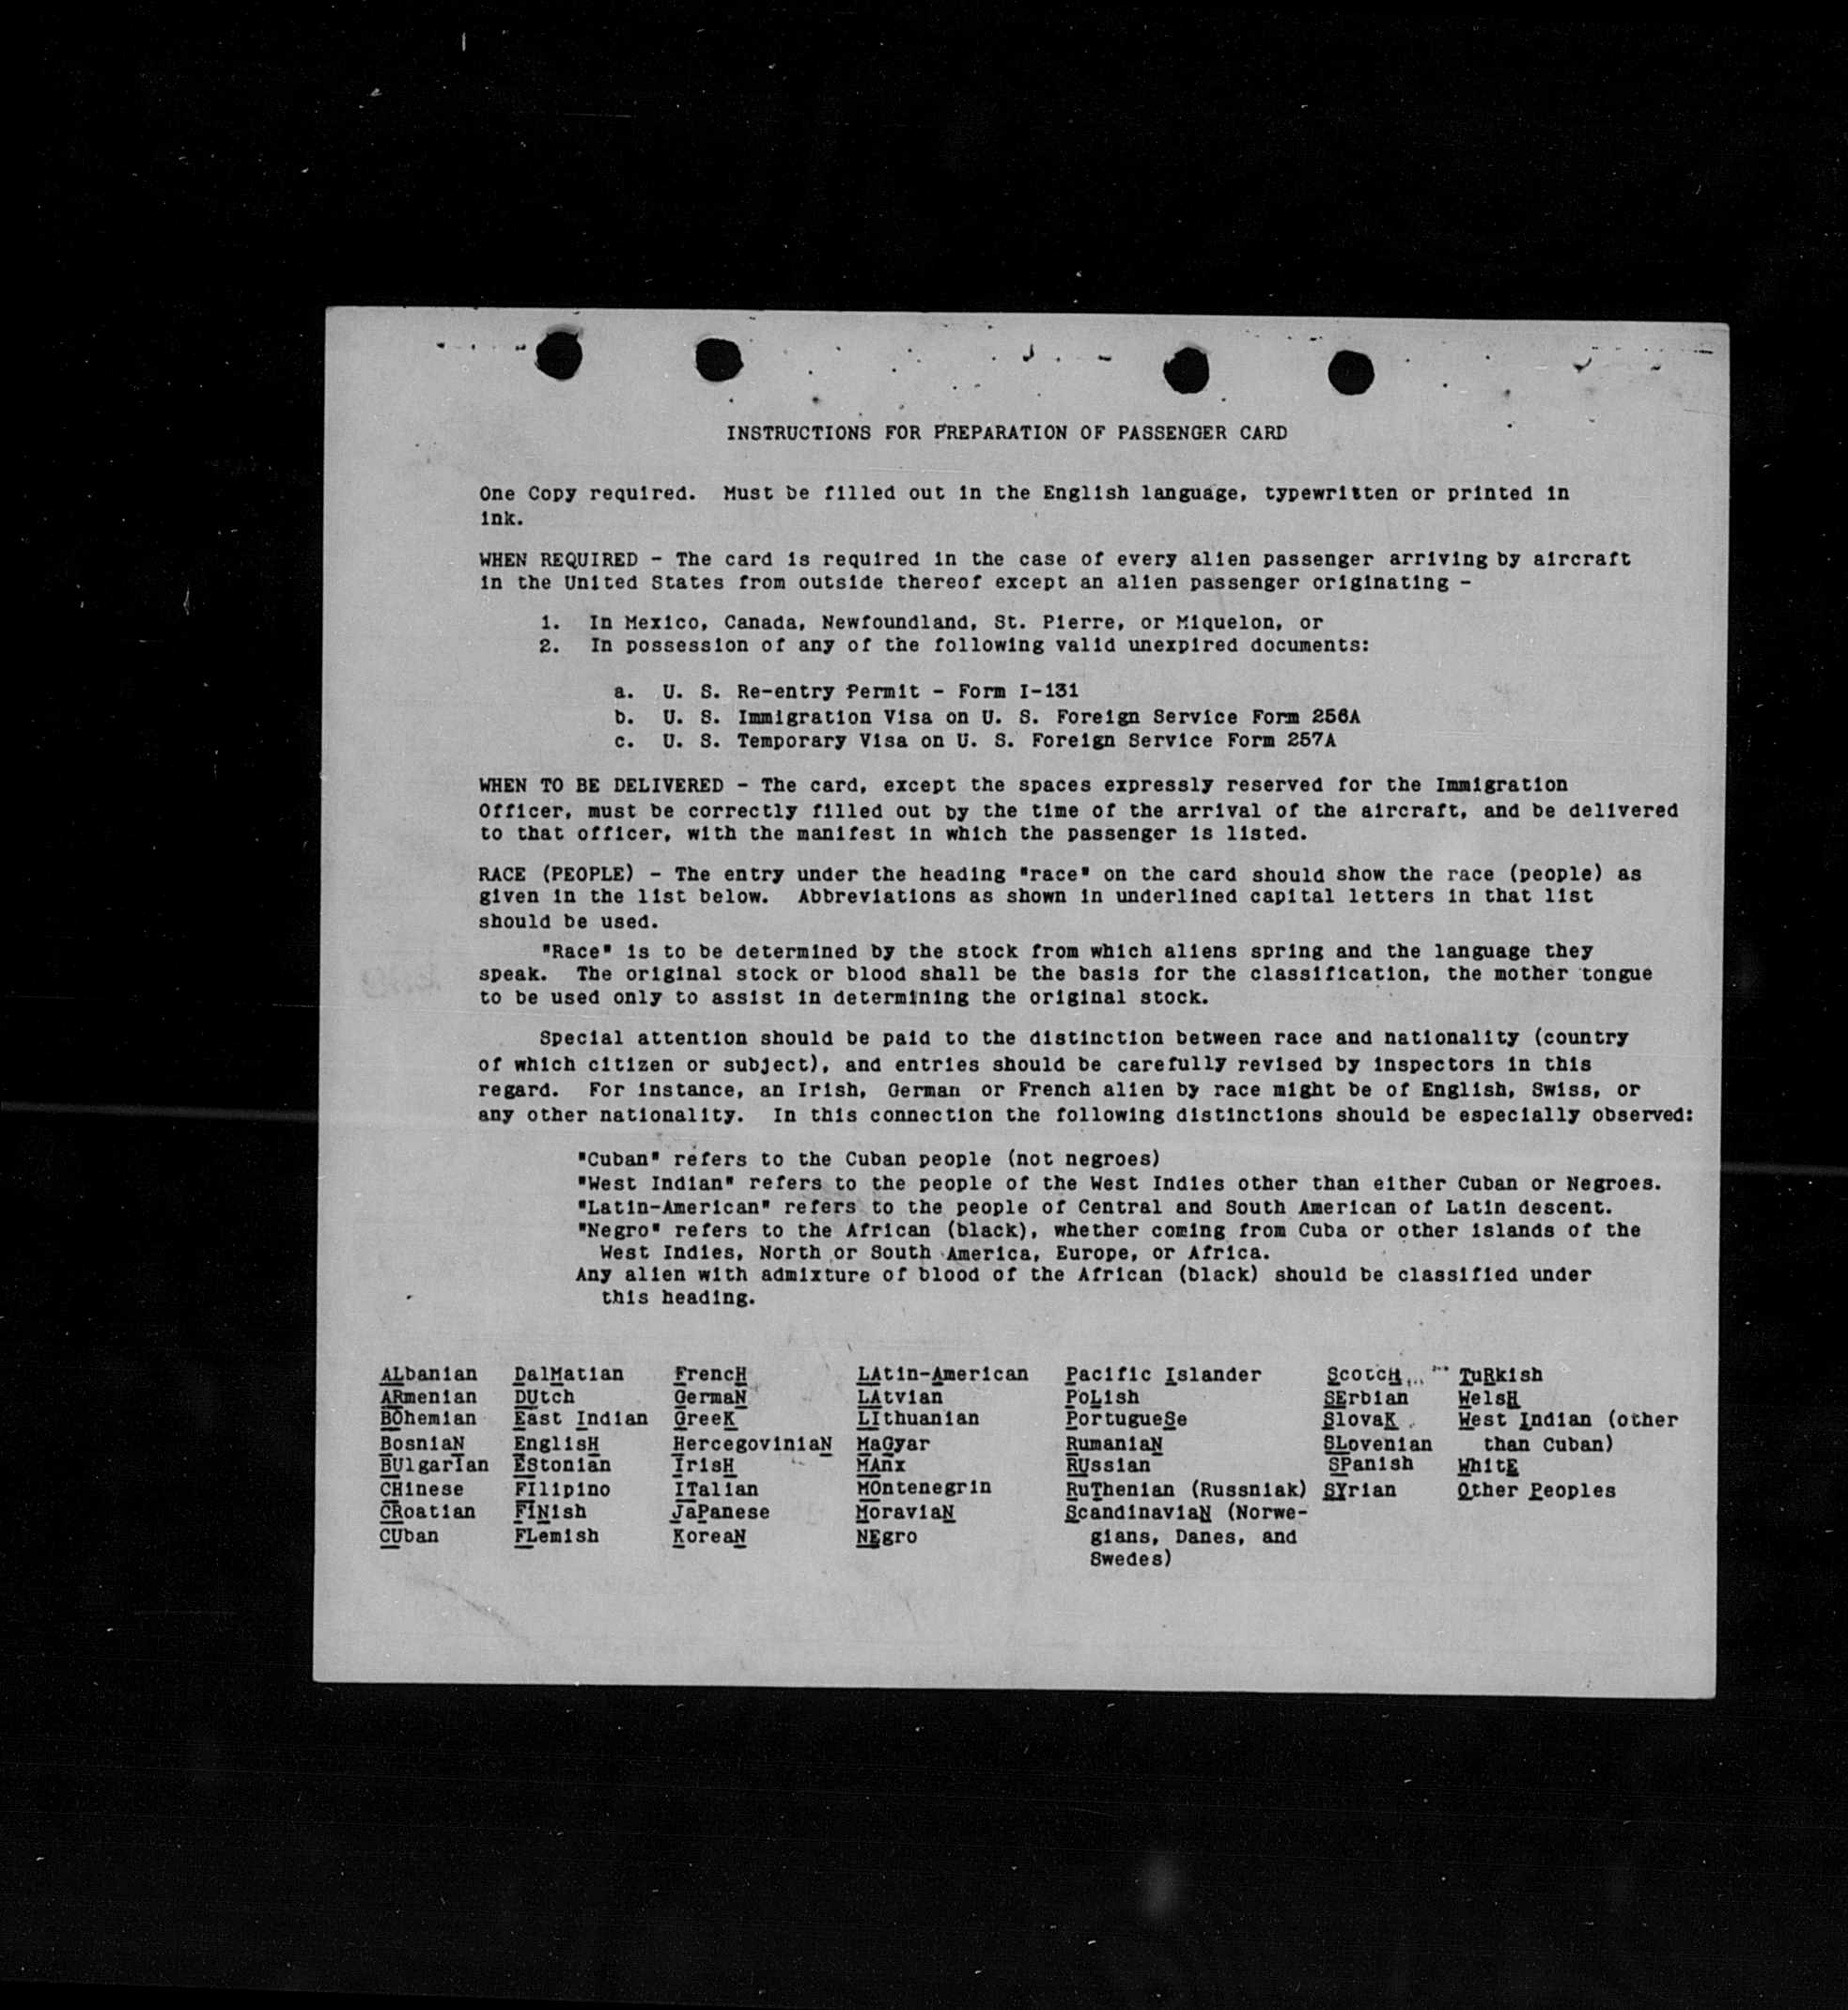 INSTRUCTIONS FOR PREPARATION OF PASSENGER CARD
One Copy required. Must be filled out in the English language, typewritten or printed in
ink.
WHEN REQUIRED - The card is required in the case of every alien passenger arriving by aircraft
in the United States from outside thereof except an alien passenger originating -
1. In Mexico, Canada, Newfoundland, St. Pierre, or Miquelon, or
2. In possession of any of the following valid unexpired documents:
a. U. S. Re-entry Permit - Form I-131
b. U. S. Immigration Visa on U. S. Foreign Service Form 256A
c. U. S. Temporary Visa on U. S. Foreign Service Form 257A
WHEN TO BE DELIVERED - The card, except the spaces expressly reserved for the Immigration
Officer, must be correctly filled out by the time of the arrival of the aircraft, and be delivered
to that officer, with the manifest in which the passenger is listed.
RACE (PEOPLE) - The entry under the heading "race" on the card should show the race (people) as
given in the list below. Abbreviations as shown in underlined capital letters in that list
should be used.
"Race" is to be determined by the stock from which aliens spring and the language they
speak. The original stock or blood shall be the basis for the classification, the mother tongue
to be used only to assist in determining the original stock.
Special attention should be paid to the distinction between race and nationality (country
of which citizen or subject), and entries should be carefully revised by inspectors in this
regard. For instance, an Irish, German or French alien by race might be of English, Swiss, or
any other nationality. In this connection the following distinctions should be especially observed:
"Cuban" refers to the Cuban people (not negroes)
"West Indian" refers to the people of the West Indies other than either Cuban or Negroes.
"Latin-American" refers to the people of Central and South American of Latin descent.
"Negro" refers to the African (black), whether coming from Cuba or other islands of the
West Indies, North or South America, Europe, or Africa.
Any alien with admixture of blood of the African (black) should be classified under
this heading.
ALbanian DalMatian FrencH LAtin-American Pacific Islander ScotcH TuRkish
ARmenian DUtch GermaN LAtvian PoLish SErbian WelsH
BOhemian East Indian GreeK LIthuanian PortugueSe SlovaK West Indian (other
BosniaN EnglisH HercegoviniaN MaGyar RumaniaN SLovenian than Cuban)
BUlgarIan EStonian IrisH MAnx RUssian SPanish WhitE
CHinese FIlipino ITalian MOntenegrin RuThenian (Russniak) SYrian Other Peoples
CRoatian FINish JaPanese MoraviaN ScandinaviaN (Norwe-
CUban FLemish KoreaN NEgro gians, Danes, and
Swedes)